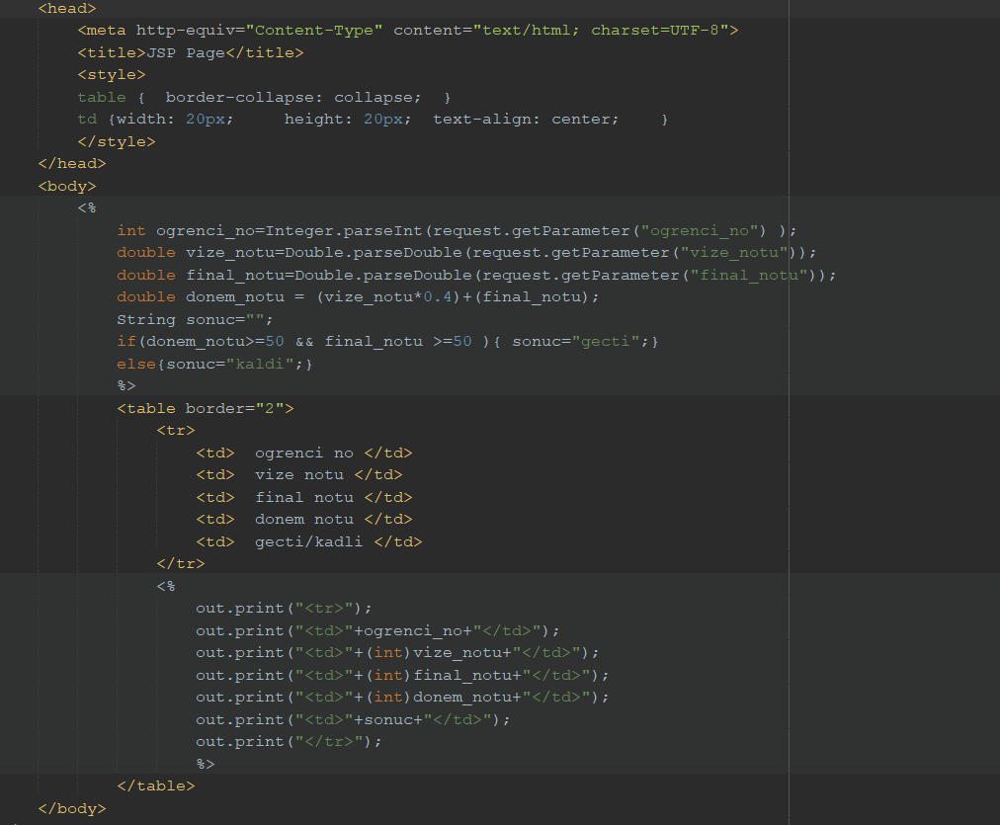 <head>
<meta http-equiv="Content-Type" content="text/html; charset=UTF-8">
<title>JSP Page</title>
<style>
table {  border-collapse: collapse;  }
td {width: 20px;     height: 20px;  text-align: center;    }
</style>
</head>
<body>
<%
int ogrenci_no=Integer.parseInt(request.getParameter("ogrenci_no") );
double vize_notu=Double.parseDouble(request.getParameter("vize_notu"));
double final_notu=Double.parseDouble(request.getParameter("final_notu"));
double donem_notu = (vize_notu*0.4)+(final_notu);
String sonuc="";
if(donem_notu>=50 && final_notu >=50 ){ sonuc="gecti";}
else{sonuc="kaldi";}
%>
<table border="2">
<tr>
<td>  ogrenci no </td>
<td>  vize notu </td>
<td>  final notu </td>
<td>  donem notu </td>
<td>  gecti/kadli </td>
</tr>
<%
out.print("<tr>");
out.print("<td>"+ogrenci_no+"</td>");
out.print("<td>"+(int)vize_notu+"</td>");
out.print("<td>"+(int)final_notu+"</td>");
out.print("<td>"+(int)donem_notu+"</td>");
out.print("<td>"+sonuc+"</td>");
out.print("</tr>");
%>
</table>
</body>